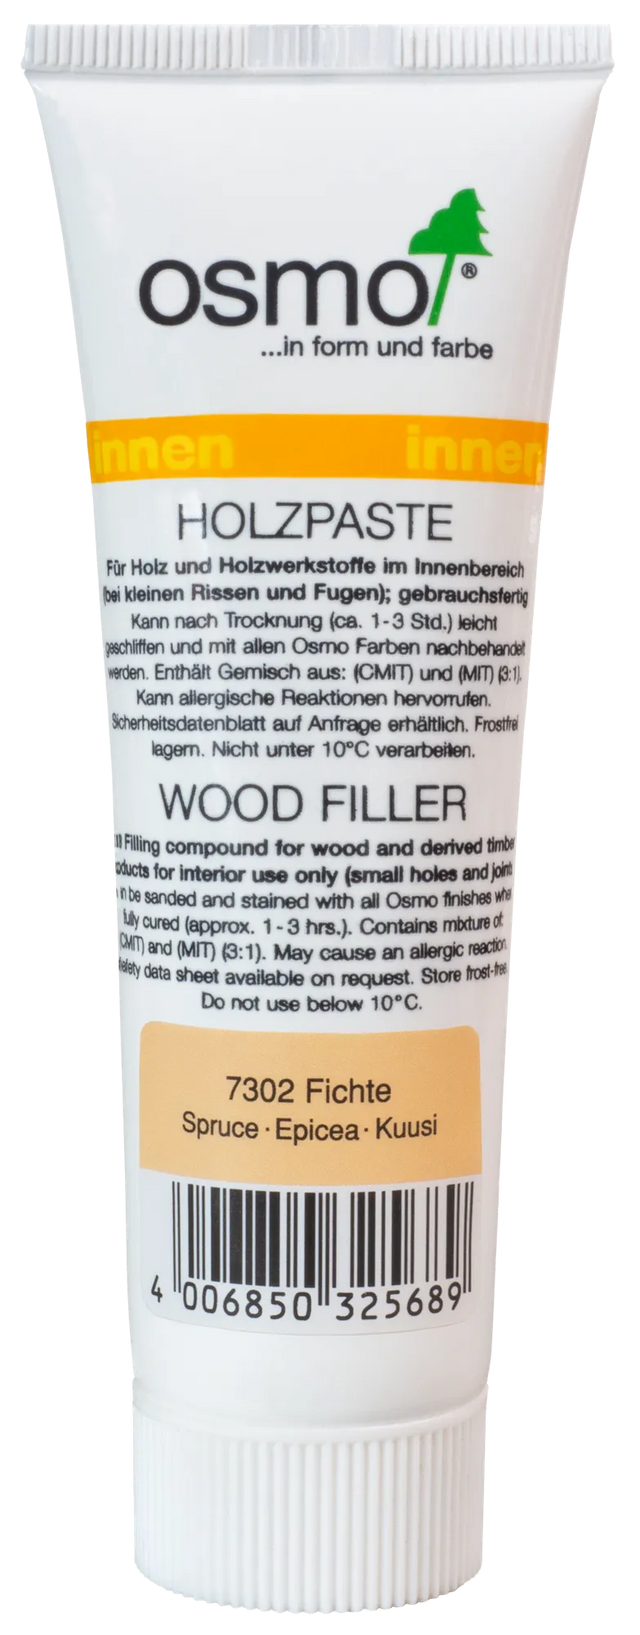 osmo®
...in form und farbe
innen innen
HOLZPASTE
Für Holz und Holzwerkstoffe im Innenbereich
(bei kleinen Rissen und Fugen); gebrauchsfertig
Kann nach Trocknung (ca. 1-3 Std.) leicht
geschliffen und mit allen Osmo Farben nachbehandelt
werden. Enthält Gemisch aus: (CMIT) und (MIT) (3:1).
Kann allergische Reaktionen hervorrufen.
Sicherheitsdatenblatt auf Anfrage erhältlich. Frostfrei
lagern. Nicht unter 10°C verarbeiten.
WOOD FILLER
Filling compound for wood and derived timber
products for interior use only (small holes and joints
be sanded and stained with all Osmo finishes when
fully cured (approx. 1-3 hrs.). Contains mixture of:
(CMIT) and (MIT) (3:1). May cause an allergic reaction.
Safety data sheet available on request. Store frost-free.
Do not use below 10°C.
7302 Fichte
Spruce · Epicea · Kuusi
4 006850 325689